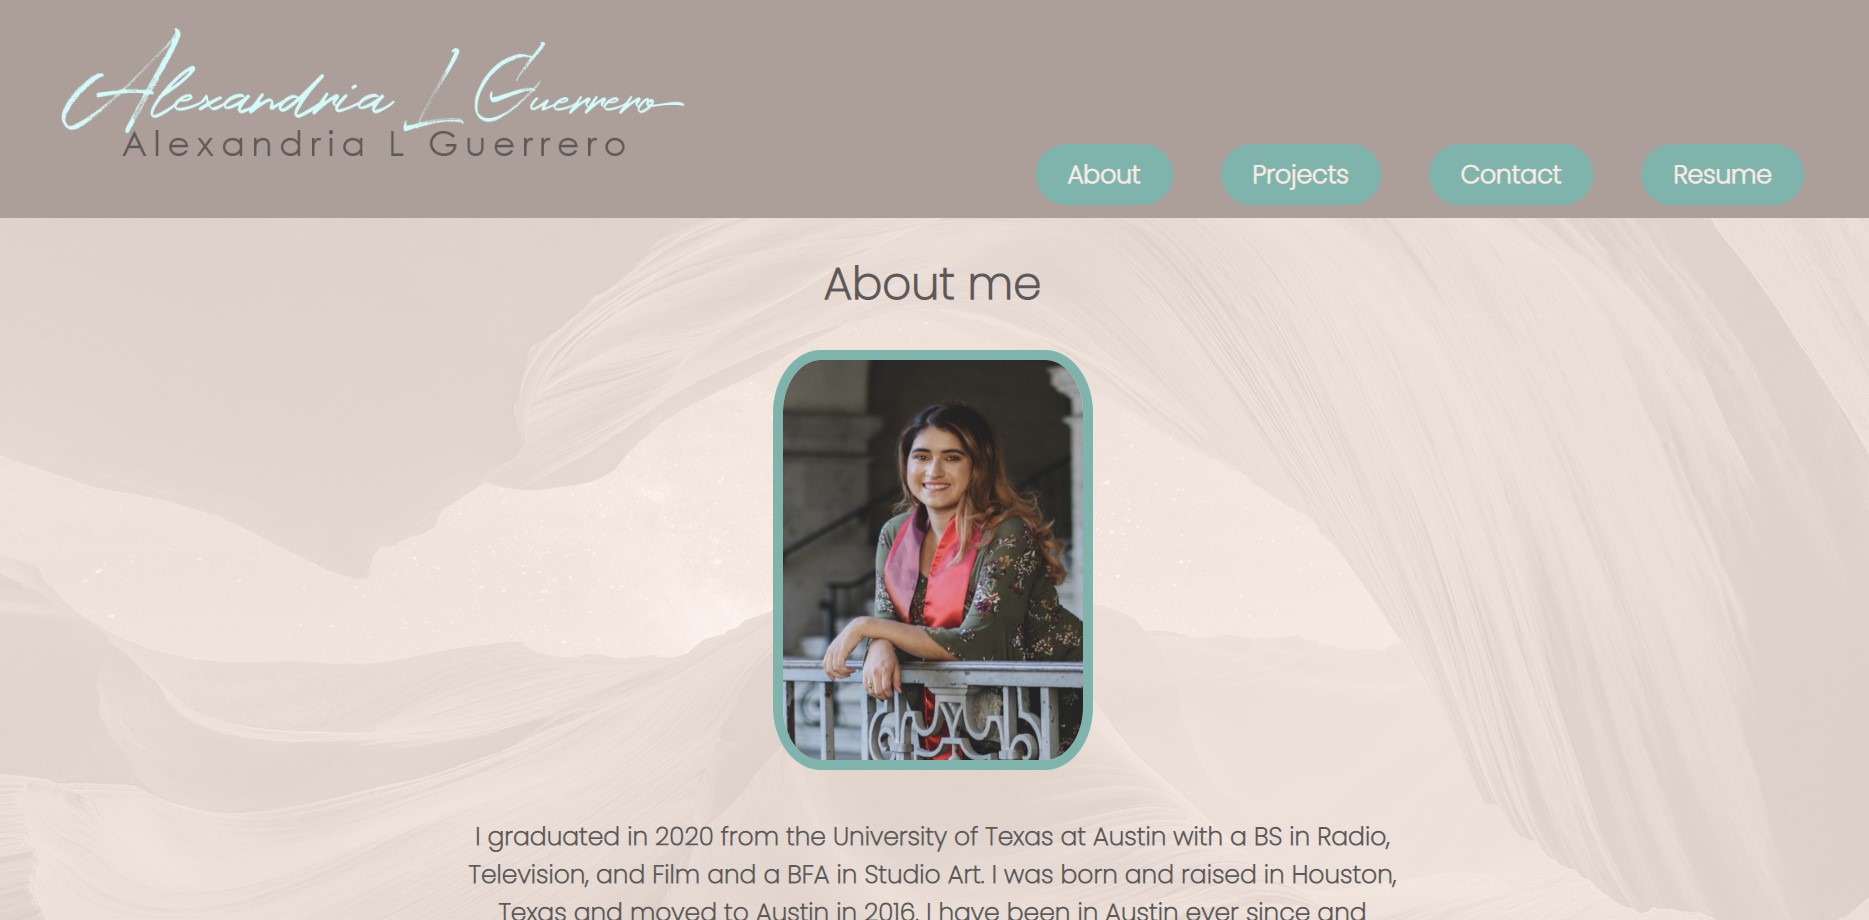 Alexandria L Guerrero
Alexandria L Guerrero
About Projects Contact Resume
About me
I graduated in 2020 from the University of Texas at Austin with a BS in Radio,
Television, and Film and a BFA in Studio Art. I was born and raised in Houston,
Texas and moved to Austin in 2016. I have been in Austin ever since and